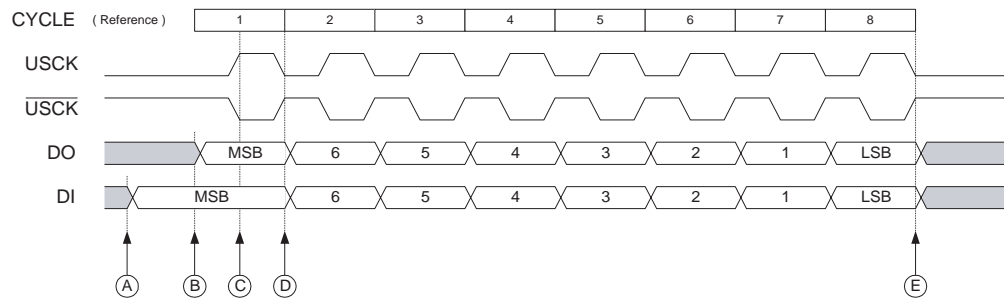 CYCLE ( Reference ) 1 2 3 4 5 6 7 8
USCK
USCK
DO MSB 6 5 4 3 2 1 LSB
DI MSB 6 5 4 3 2 1 LSB
A B C D E